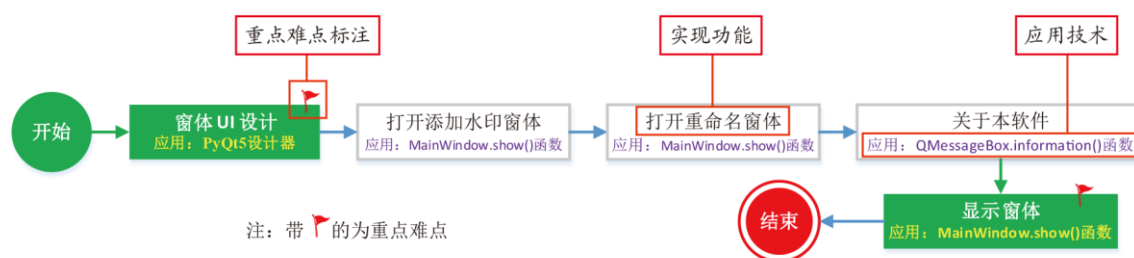 重点难点标注
实现功能
应用技术
开始
窗体 UI 设计
应用：PyQt5设计器
打开添加水印窗体
应用：MainWindow.show()函数
打开重命名窗体
应用：MainWindow.show()函数
关于本软件
应用：QMessageBox.information()函数
显示窗体
应用：MainWindow.show()函数
结束
注：带的为重点难点